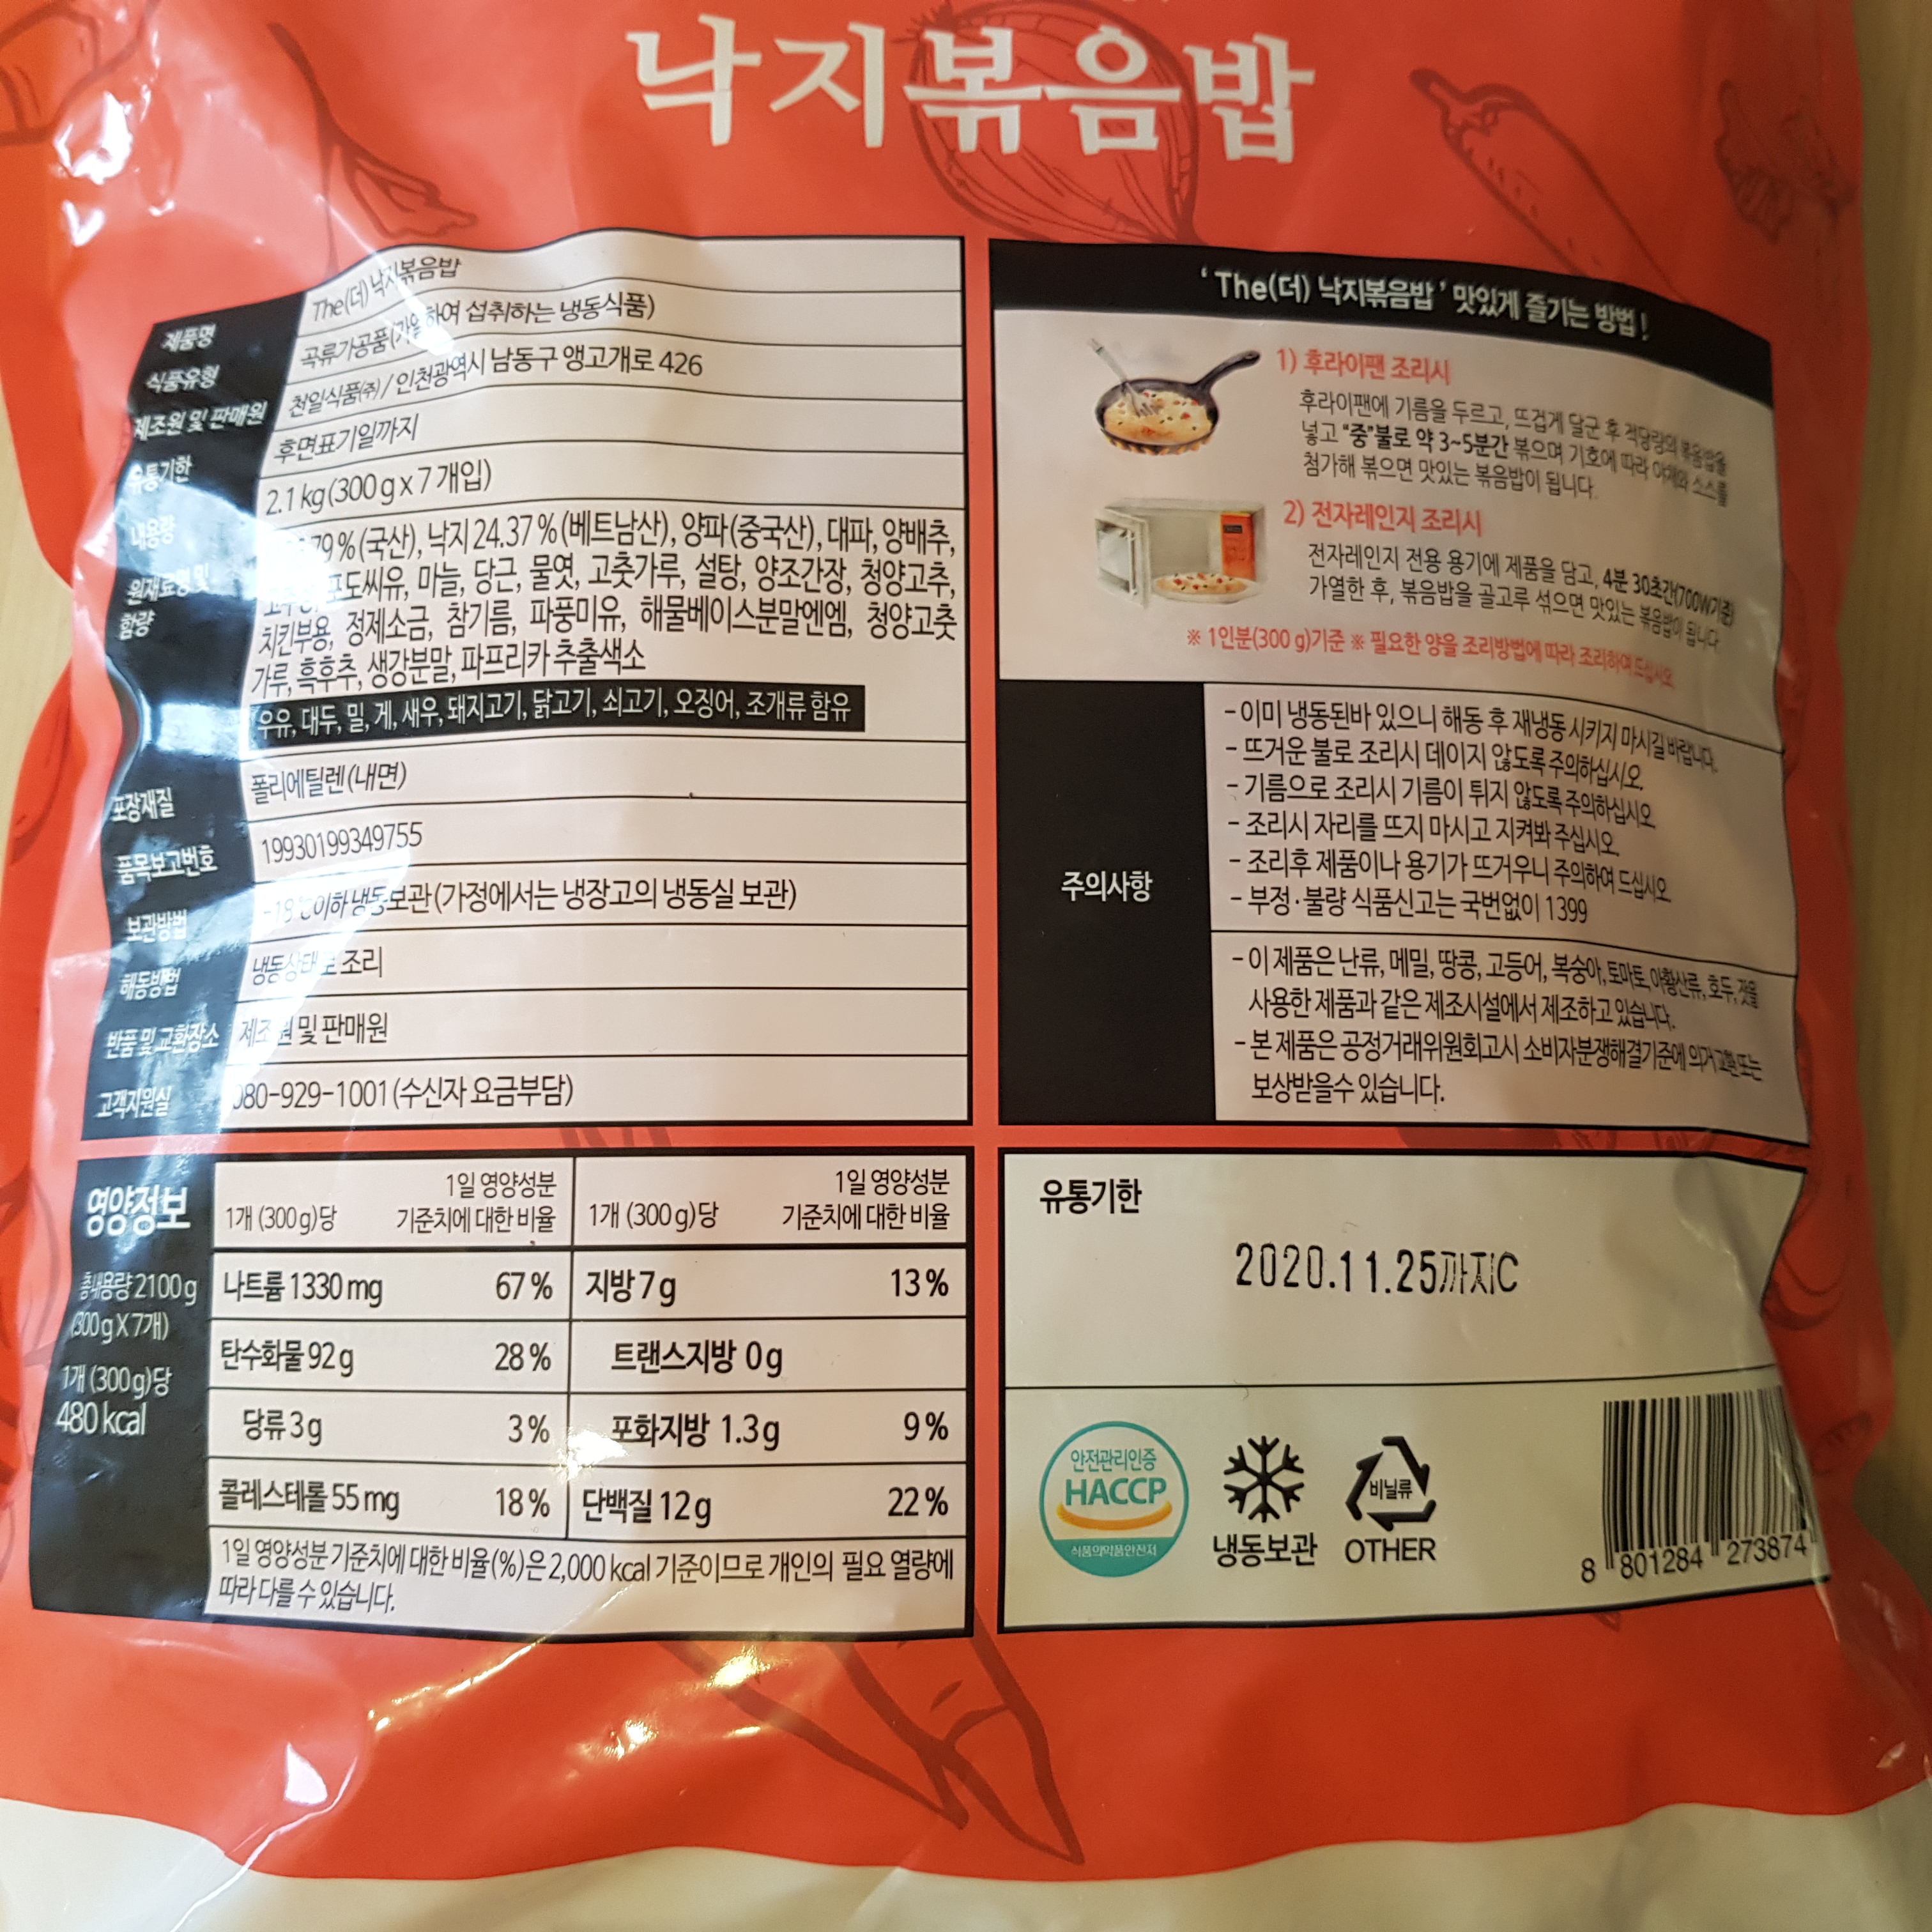 낙지볶음밥
제품명 The(더) 낙지볶음밥
식품유형 곡류가공품(가열하여 섭취하는 냉동식품)
제조원 및 판매원 천일식품(주) / 인천광역시 남동구 앵고개로 426
유통기한 후면표기일까지
내용량 2.1 kg(300 g x 7 개입)
원재료명 및
함량
79%(국산), 낙지 24.37 %(베트남산), 양파(중국산), 대파, 양배추,
포도씨유, 마늘, 당근, 물엿, 고춧가루, 설탕, 양조간장, 청양고추,
치킨부용, 정제소금, 참기름, 파풍미유, 해물베이스분말엔엠, 청양고춧
가루, 흑후추, 생강분말, 파프리카추출색소
우유, 대두, 밀, 게, 새우, 돼지고기, 닭고기, 쇠고기, 오징어, 조개류 함유
포장재질 폴리에틸렌(내면)
품목보고번호 19930199349755
보관방법 -18℃이하 냉동보관(가정에서는 냉장고의 냉동실 보관)
해동방법 냉동상태로 조리
반품 및 교환장소 제조원 및 판매원
고객지원실 080-929-1001(수신자 요금부담)
' The(더) 낙지볶음밥 ' 맛있게 즐기는 방법 !
1) 후라이팬 조리시
후라이팬에 기름을 두르고, 뜨겁게 달군 후 적당량의 볶음밥을
넣고 "중"불로 약 3~5분간 볶으며 기호에 따라 야채와 소스를
첨가해 볶으면 맛있는 볶음밥이 됩니다.
2) 전자레인지 조리시
전자레인지 전용 용기에 제품을 담고, 4분 30초간(700W기준)
가열한 후, 볶음밥을 골고루 섞으면 맛있는 볶음밥이 됩니다
※ 1인분(300 g)기준 ※ 필요한 양을 조리방법에 따라 조리하여 드십시오
주의사항
- 이미 냉동된바 있으니 해동 후 재냉동 시키지 마시길 바랍니다.
- 뜨거운 불로 조리시 데이지 않도록 주의하십시오.
- 기름으로 조리시 기름이 튀지 않도록 주의하십시오
- 조리시 자리를 뜨지 마시고 지켜봐 주십시오.
- 조리후 제품이나 용기가 뜨거우니 주의하여 드십시오
- 부정·불량 식품신고는 국번없이 1399
- 이 제품은 난류, 메밀, 땅콩, 고등어, 복숭아, 토마토, 아황산류, 호두, 잣을
사용한 제품과 같은 제조시설에서 제조하고 있습니다.
- 본 제품은 공정거래위원회고시 소비자분쟁해결기준에 의거 교환 또는
보상받을수 있습니다.
영양정보
총내용량 2100 g
(300 g X 7개)
1개 (300 g)당
480 kcal
1개 (300 g)당 1일 영양성분 기준치에 대한 비율 1개 (300 g)당 1일 영양성분 기준치에 대한 비율
나트륨 1330 mg 67 % 지방 7 g 13 %
탄수화물 92 g 28 % 트랜스지방 0 g
당류 3 g 3 % 포화지방 1.3 g 9 %
콜레스테롤 55 mg 18 % 단백질 12 g 22 %
1일 영양성분 기준치에 대한 비율(%)은 2,000 kcal 기준이므로 개인의 필요 열량에
따라 다를 수 있습니다.
유통기한
2020.11.25까지C
안전관리인증
HACCP
식품의약품안전처
냉동보관
비닐류
OTHER
8 801284 273874